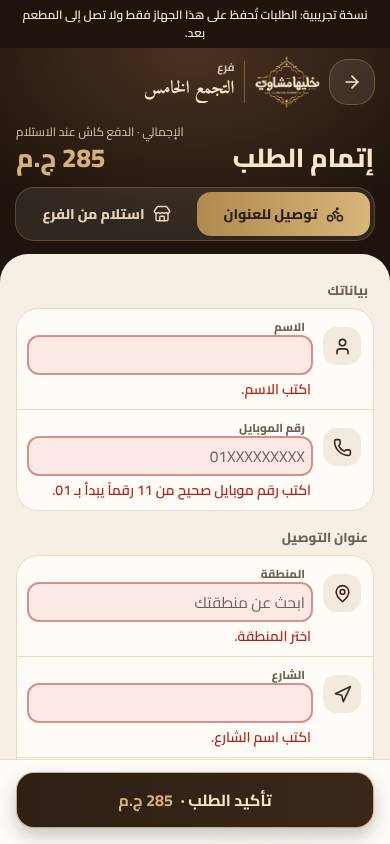 نسخة تجريبية: الطلبات تُحفظ على هذا الجهاز فقط ولا تصل إلى المطعم
بعد.
خليها مشاوي
فرع
التجمع الخامس
الإجمالي · الدفع كاش عند الاستلام
إتمام الطلب
285 ج.م
توصيل للعنوان
استلام من الفرع
بياناتك
الاسم
اكتب الاسم.
رقم الموبايل
01XXXXXXXXX
اكتب رقم موبايل صحيح من 11 رقماً يبدأ بـ 01.
عنوان التوصيل
المنطقة
ابحث عن منطقتك
اختر المنطقة.
الشارع
اكتب اسم الشارع.
تأكيد الطلب · 285 ج.م